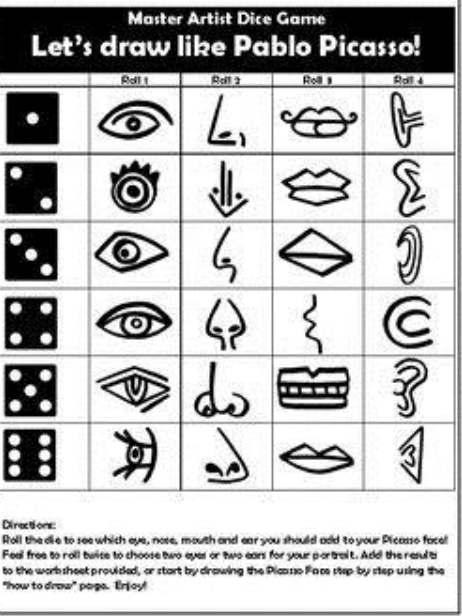 Master Artist Dice Game
Let's draw like Pablo Picasso!
Roll 1 Roll 2 Roll 3 Roll 4
Directions:
Roll the die to see which eye, nose, mouth and ear you should add to your Picasso face!
Feel free to roll twice to choose two eyes or two ears for your portrait. Add the results
to the worksheet provided, or start by drawing the Picasso Face step by step using the
"how to draw" page. Enjoy!